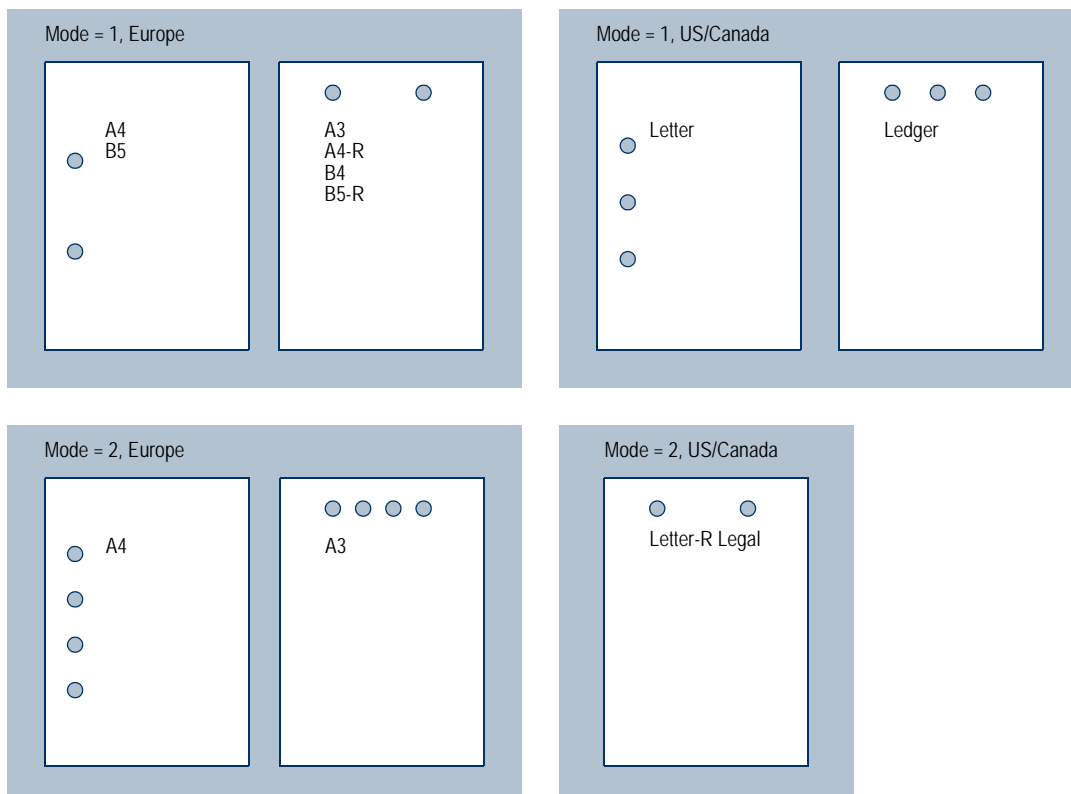 Mode = 1, Europe
A4
B5
A3
A4-R
B4
B5-R
Mode = 1, US/Canada
Letter
Ledger
Mode = 2, Europe
A4
A3
Mode = 2, US/Canada
Letter-R Legal